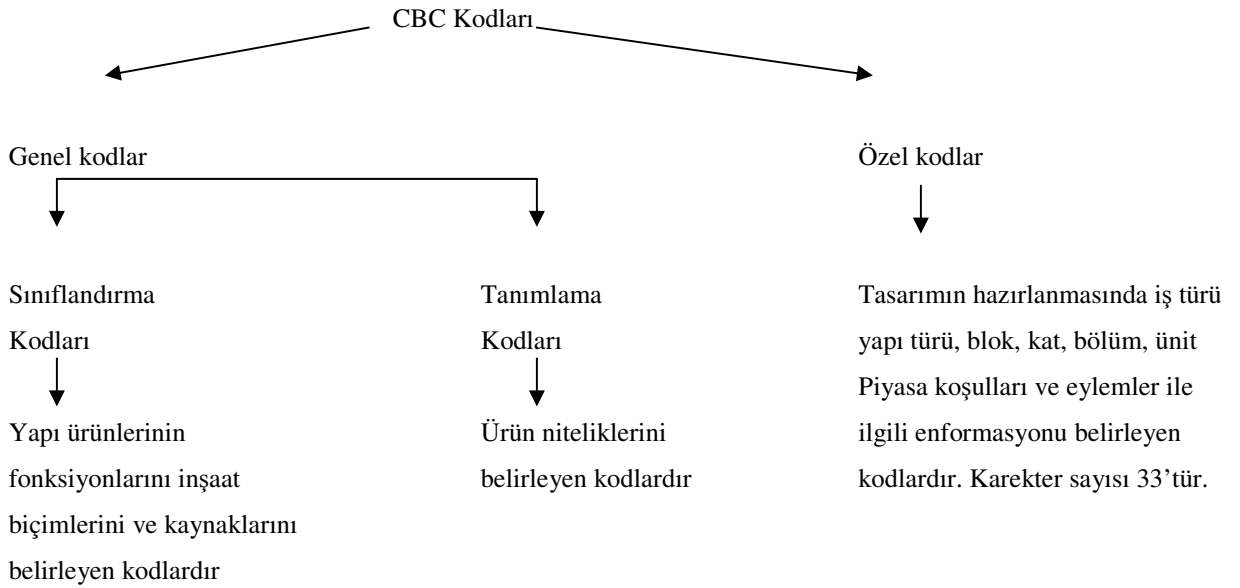 CBC Kodları
Genel kodlar
Özel kodlar
Sınıflandırma
Kodları
Yapı ürünlerinin
fonksiyonlarını inşaat
biçimlerini ve kaynaklarını
belirleyen kodlardır
Tanımlama
Kodları
Ürün niteliklerini
belirleyen kodlardır
Tasarımın hazırlanmasında iş türü
yapı türü, blok, kat, bölüm, ünit
Piyasa koşulları ve eylemler ile
ilgili enformasyonu belirleyen
kodlardır. Karekter sayısı 33’tür.